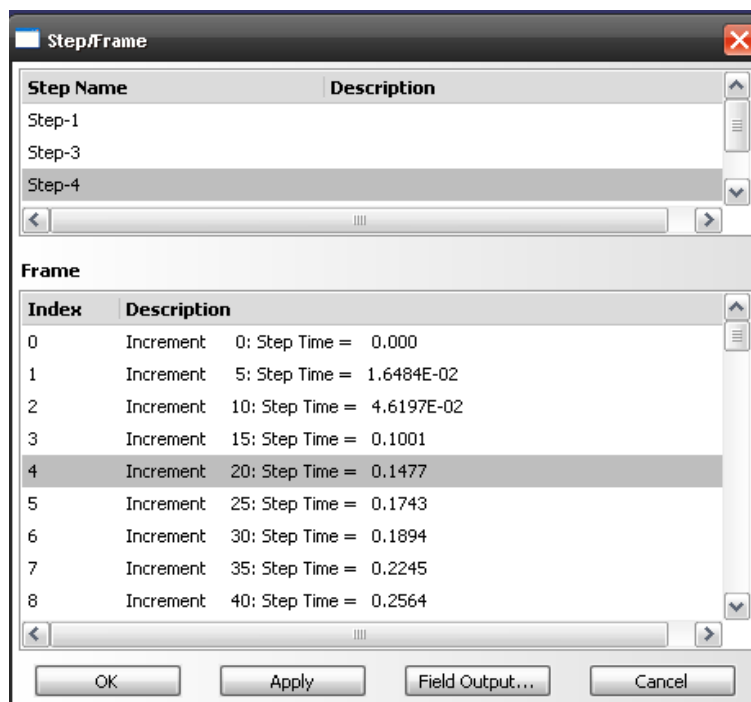 Step/Frame
Step Name Description
Step-1
Step-3
Step-4
Frame
Index Description
0 Increment 0: Step Time = 0.000
1 Increment 5: Step Time = 1.6484E-02
2 Increment 10: Step Time = 4.6197E-02
3 Increment 15: Step Time = 0.1001
4 Increment 20: Step Time = 0.1477
5 Increment 25: Step Time = 0.1743
6 Increment 30: Step Time = 0.1894
7 Increment 35: Step Time = 0.2245
8 Increment 40: Step Time = 0.2564
OK Apply Field Output... Cancel